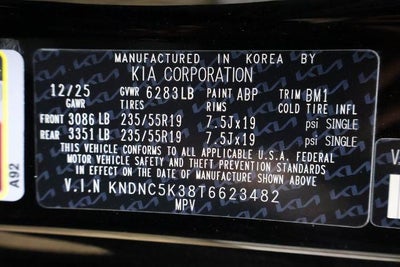 MANUFACTURED IN KOREA BY
KIA CORPORATION
12/25 GVWR 6283LB PAINT ABP TRIM BM1
GAWR TIRES RIMS COLD TIRE INFL
FRONT 3086 LB 235/55R19 7.5Jx19 psi SINGLE
REAR 3351 LB 235/55R19 7.5Jx19 psi SINGLE
THIS VEHICLE CONFORMS TO ALL APPLICABLE U.S.A. FEDERAL
MOTOR VEHICLE SAFETY AND THEFT PREVENTION STANDARDS
IN EFFECT ON THE DATE OF MANUFACTURE SHOWN ABOVE
V.I.N KNDNC5K38T6623482
MPV
A92